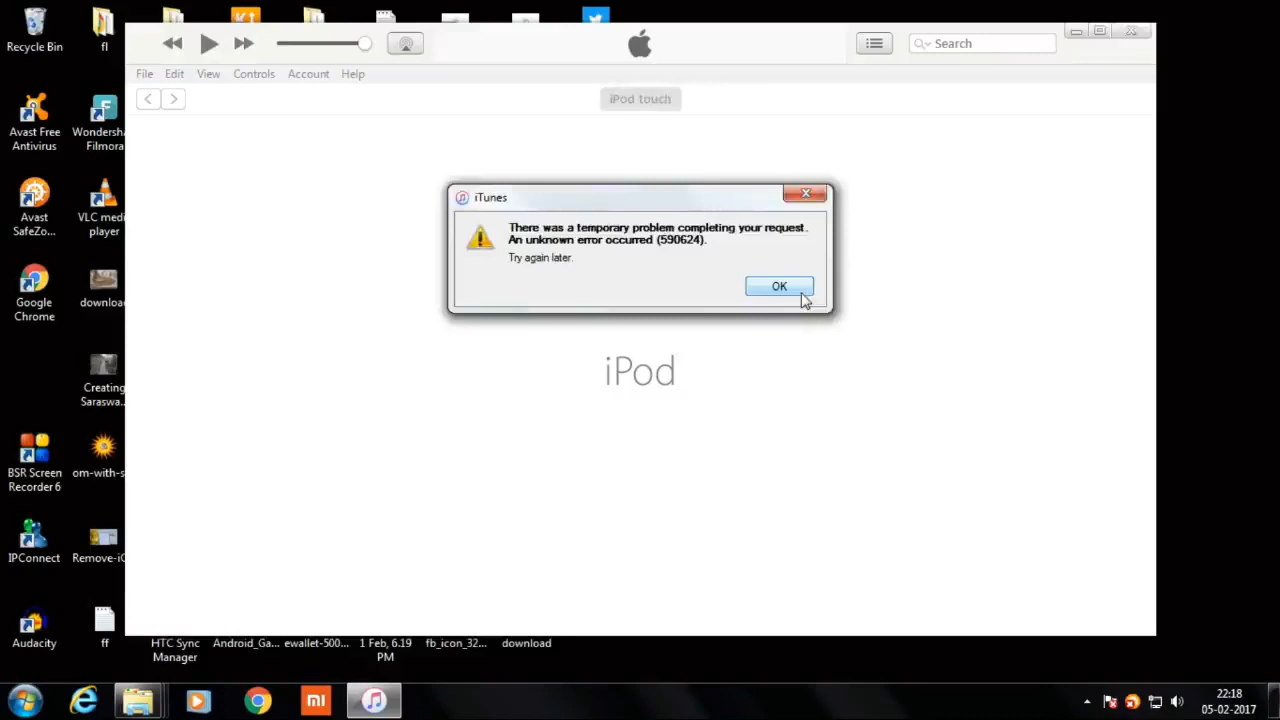 Recycle Bin
fl
Search
File Edit View Controls Account Help
iPod touch
Avast Free
Antivirus
Wondersha
Filmora
iTunes
There was a temporary problem completing your request.
An unknown error occurred (590624).
Try again later.
OK
Avast
SafeZo...
VLC medi
player
Google
Chrome
download
iPod
Creating
Saraswa...
BSR Screen
Recorder 6
om-with-s
IPConnect
Remove-iC
Audacity
ff
HTC Sync
Manager
Android_Ga...
ewallet-500...
1 Feb, 6.19
PM
fb_icon_32...
download
mi
22:18
05-02-2017